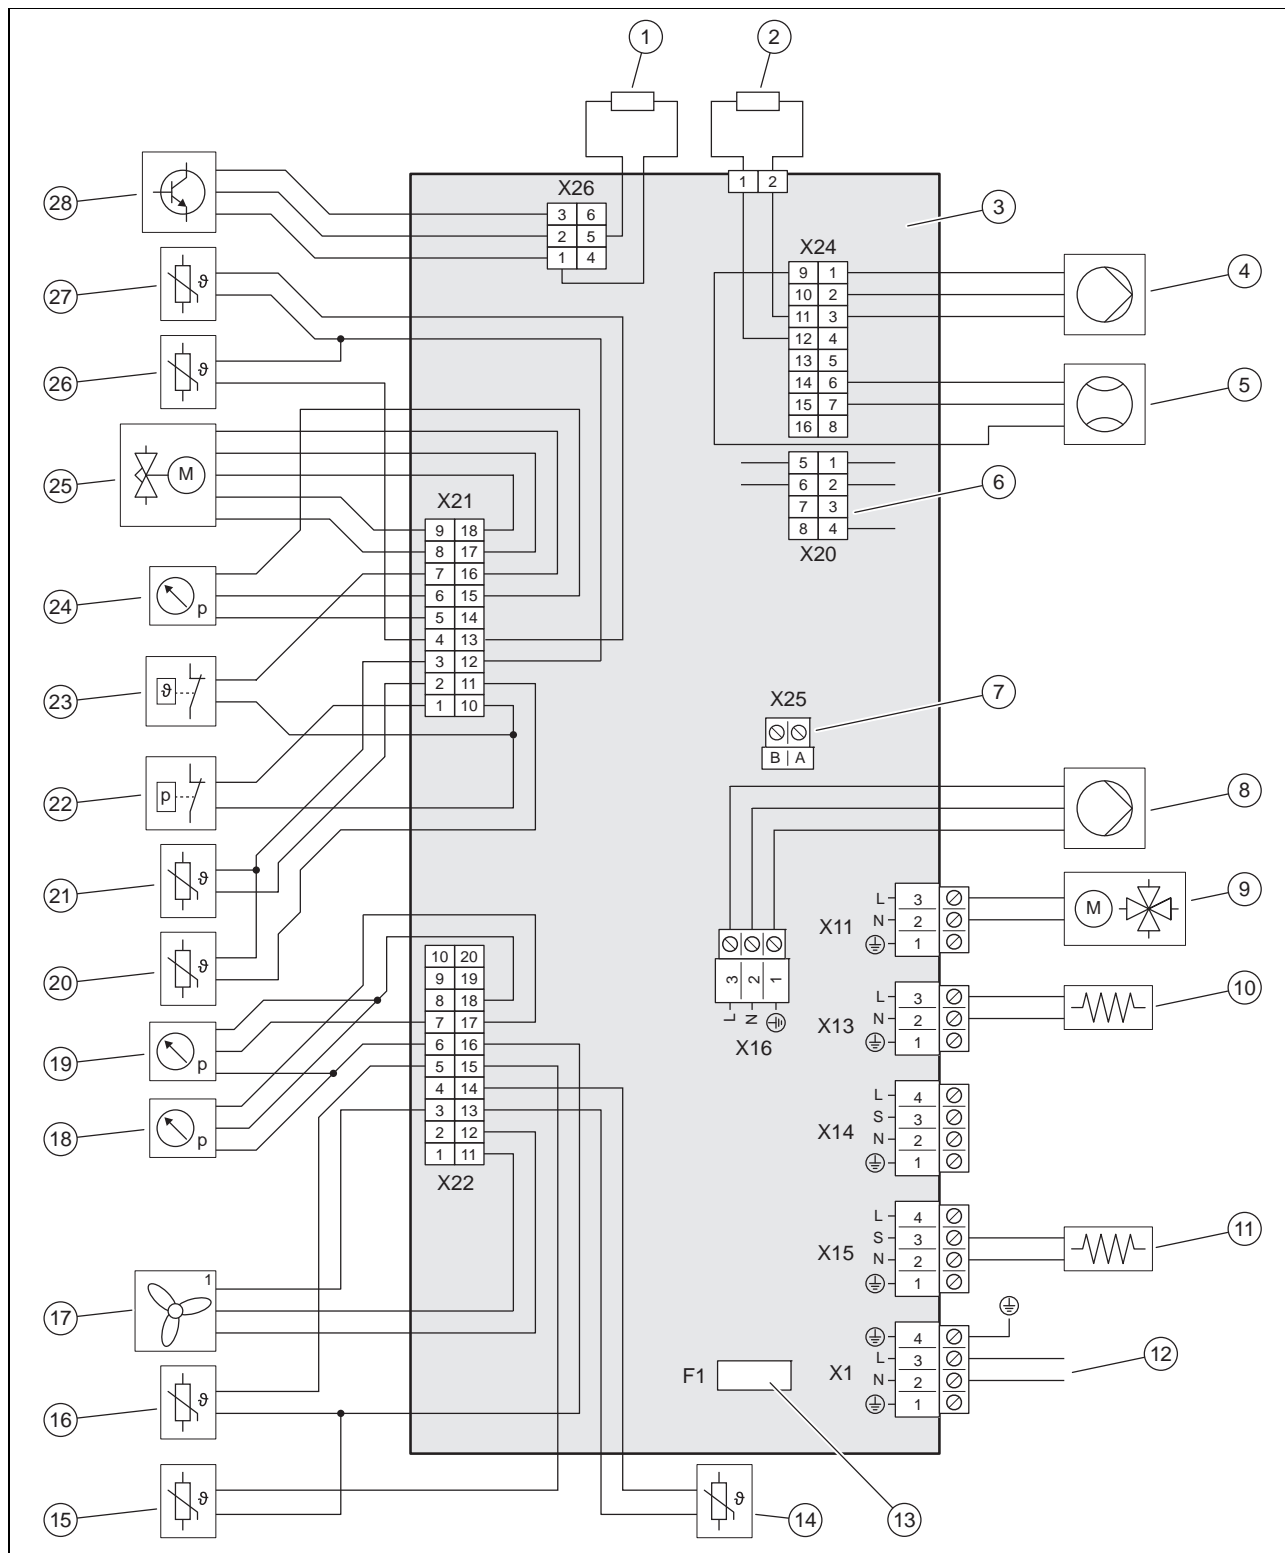 1
2
28
X26
3 6
2 5
1 4
1 2
3
27
ϑ
X24
9 1
10 2
11 3
12 4
13 5
14 6
15 7
16 8
4
26
ϑ
5
25
M
5 1
6 2
7 3
8 4
X20
6
X21
9 18
8 17
7 16
6 15
5 14
4 13
3 12
2 11
1 10
24
p
23
ϑ
X25
B A
7
22
p
8
21
ϑ
X11
L 3
N 2
1
M
9
20
ϑ
10 20
9 19
8 18
7 17
6 16
5 15
4 14
3 13
2 12
1 11
X22
3 2 1
L N
X16
19
p
X13
L 3
N 2
1
10
18
p
X14
L 4
S 3
N 2
1
X15
L 4
S 3
N 2
1
11
17
1
X1
4
L 3
N 2
1
12
F1
16
ϑ
15
ϑ
ϑ
14
13